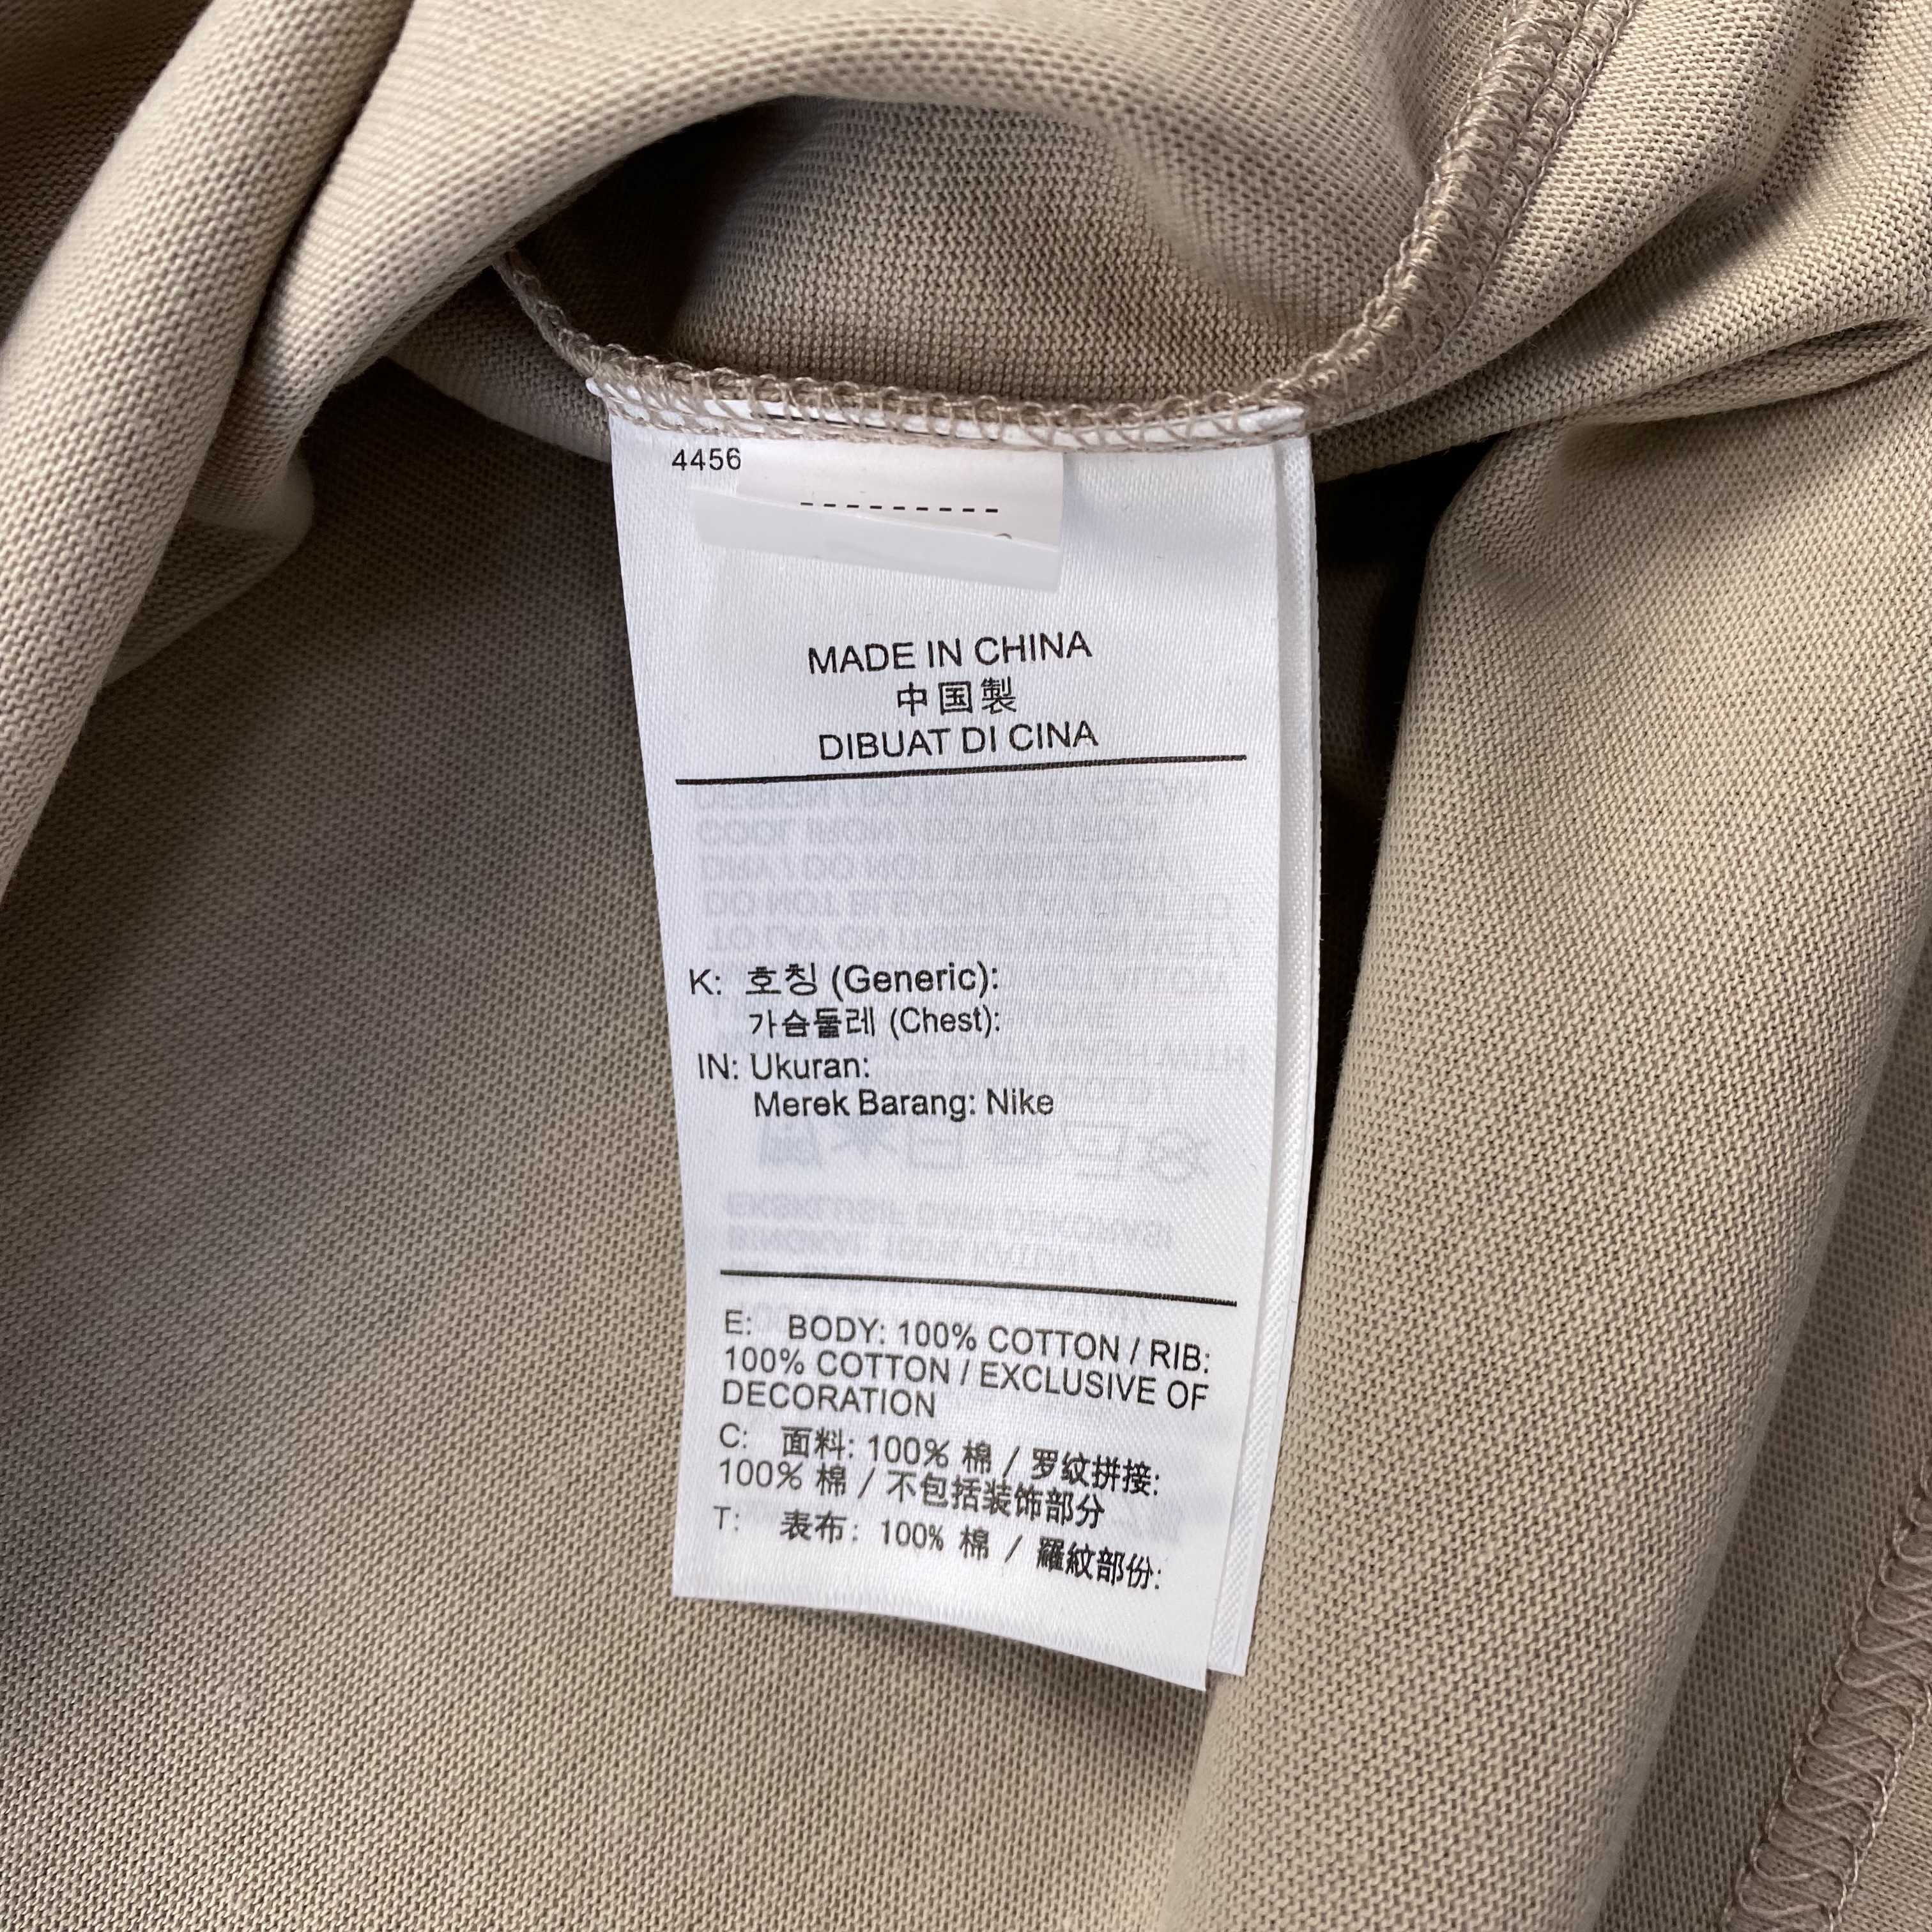 4456
---------
MADE IN CHINA
中国製
DIBUAT DI CINA
K: 호칭 (Generic):
가슴둘레 (Chest):
IN: Ukuran:
Merek Barang: Nike
E: BODY: 100% COTTON / RIB:
100% COTTON / EXCLUSIVE OF
DECORATION
C: 面料: 100% 棉 / 罗纹拼接:
100% 棉 / 不包括装饰部分
T: 表布: 100% 棉 / 羅紋部份: